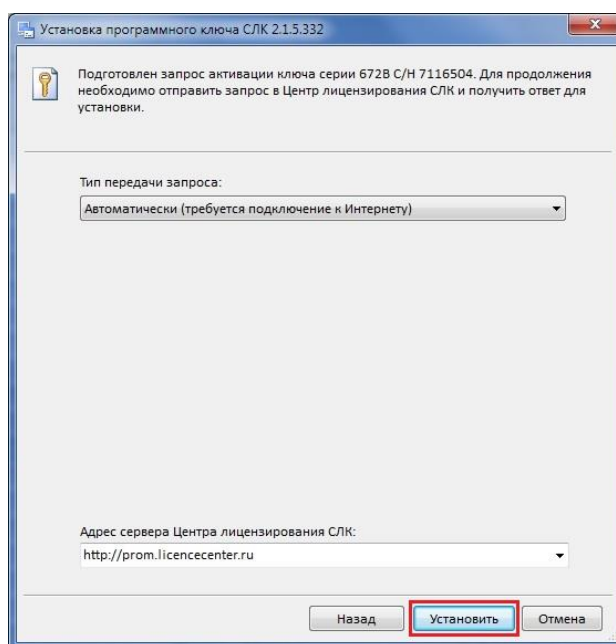 Установка программного ключа СЛК 2.1.5.332
Подготовлен запрос активации ключа серии 672B С/Н 7116504. Для продолжения
необходимо отправить запрос в Центр лицензирования СЛК и получить ответ для
установки.
Тип передачи запроса:
Автоматически (требуется подключение к Интернету)
Адрес сервера Центра лицензирования СЛК:
http://prom.licencecenter.ru
Назад Установить Отмена